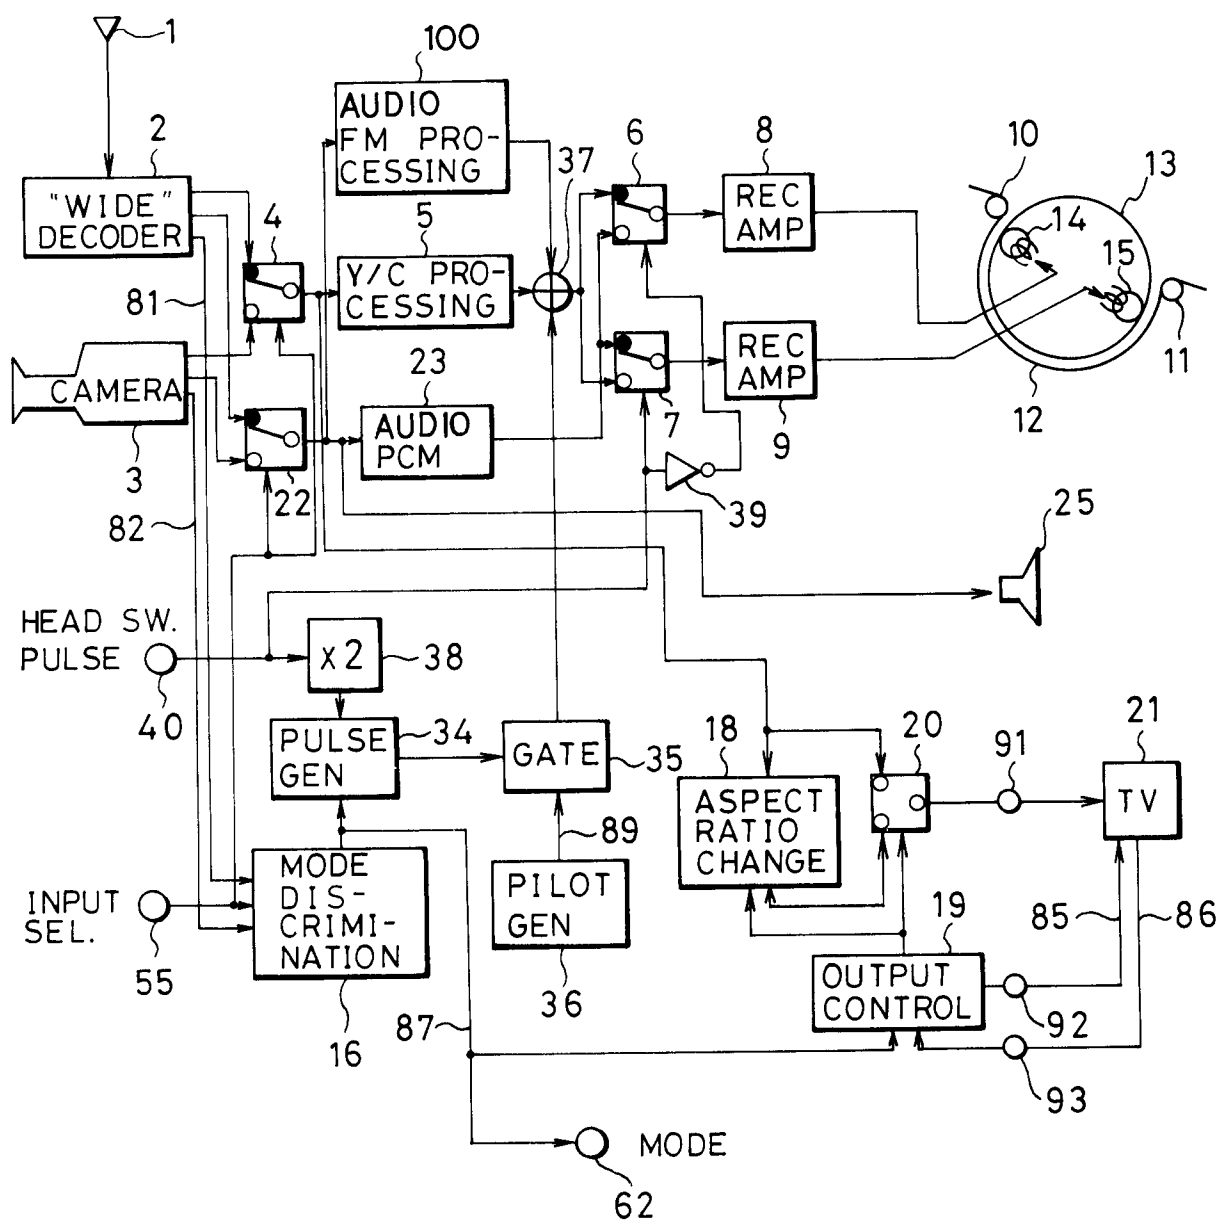 1
100
AUDIO
FM PRO-
CESSING
2
"WIDE"
DECODER
4
5
Y/C PRO-
CESSING
37
6
8
REC
AMP
10
13
14
15
11
12
81
CAMERA
3
22
23
AUDIO
PCM
7
REC
AMP
9
39
82
25
HEAD SW.
PULSE
40
x2
38
PULSE
GEN
34
GATE
35
18
ASPECT
RATIO
CHANGE
20
91
21
TV
89
INPUT
SEL.
55
MODE
DIS-
CRIMI-
NATION
16
PILOT
GEN
36
87
19
OUTPUT
CONTROL
85
86
92
93
MODE
62